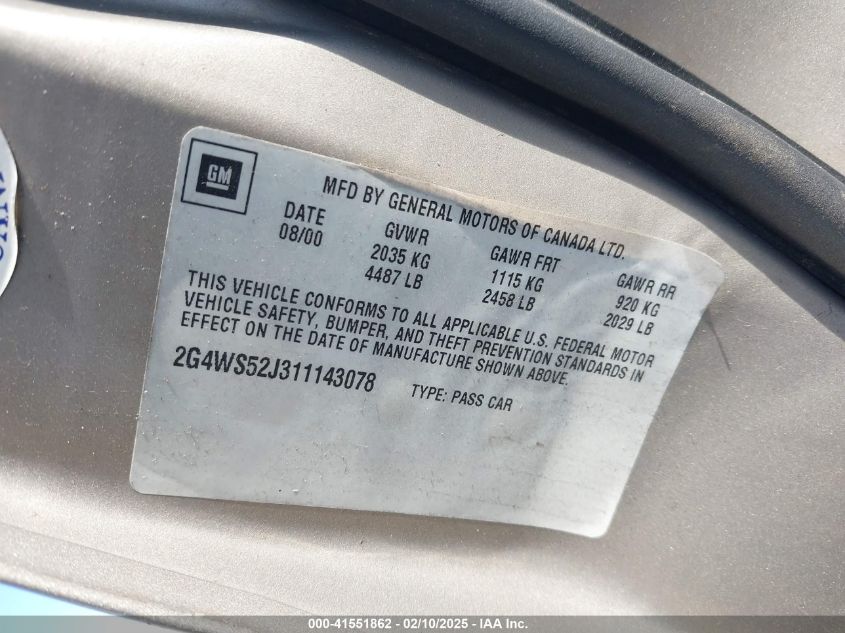 GM
MFD BY GENERAL MOTORS OF CANADA LTD.
DATE GVWR GAWR FRT GAWR RR
08/00 2035 KG 1115 KG 920 KG
4487 LB 2458 LB 2029 LB
THIS VEHICLE CONFORMS TO ALL APPLICABLE U.S. FEDERAL MOTOR
VEHICLE SAFETY, BUMPER, AND THEFT PREVENTION STANDARDS IN
EFFECT ON THE DATE OF MANUFACTURE SHOWN ABOVE.
2G4WS52J311143078 TYPE: PASS CAR
000-41551862 - 02/10/2025 - IAA Inc.